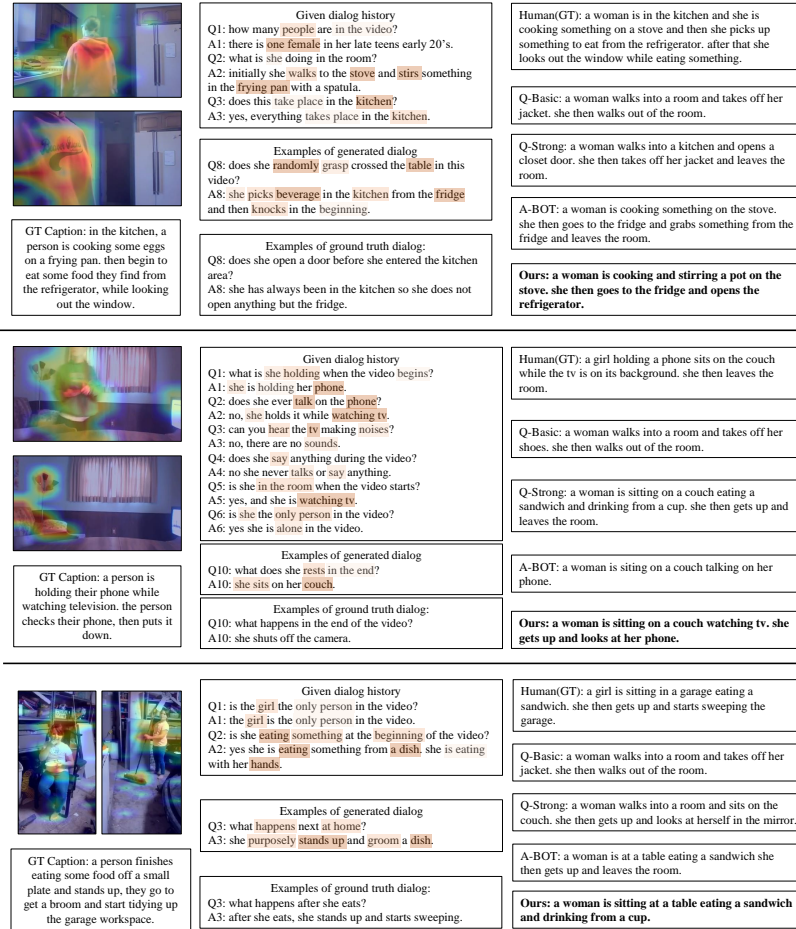 GT Caption: in the kitchen, a
person is cooking some eggs
on a frying pan. then begin to
eat some food they find from
the refrigerator, while looking
out the window.
Given dialog history
Q1: how many people are in the video?
A1: there is one female in her late teens early 20's.
Q2: what is she doing in the room?
A2: initially she walks to the stove and stirs something
in the frying pan with a spatula.
Q3: does this take place in the kitchen?
A3: yes, everything takes place in the kitchen.
Examples of generated dialog
Q8: does she randomly grasp crossed the table in this
video?
A8: she picks beverage in the kitchen from the fridge
and then knocks in the beginning.
Examples of ground truth dialog:
Q8: does she open a door before she entered the kitchen
area?
A8: she has always been in the kitchen so she does not
open anything but the fridge.
Human(GT): a woman is in the kitchen and she is
cooking something on a stove and then she picks up
something to eat from the refrigerator. after that she
looks out the window while eating something.
Q-Basic: a woman walks into a room and takes off her
jacket. she then walks out of the room.
Q-Strong: a woman walks into a kitchen and opens a
closet door. she then takes off her jacket and leaves the
room.
A-BOT: a woman is cooking something on the stove.
she then goes to the fridge and grabs something from the
fridge and leaves the room.
Ours: a woman is cooking and stirring a pot on the
stove. she then goes to the fridge and opens the
refrigerator.
GT Caption: a person is
holding their phone while
watching television. the person
checks their phone, then puts it
down.
Given dialog history
Q1: what is she holding when the video begins?
A1: she is holding her phone.
Q2: does she ever talk on the phone?
A2: no, she holds it while watching tv.
Q3: can you hear the tv making noises?
A3: no, there are no sounds.
Q4: does she say anything during the video?
A4: no she never talks or say anything.
Q5: is she in the room when the video starts?
A5: yes, and she is watching tv.
Q6: is she the only person in the video?
A6: yes she is alone in the video.
Examples of generated dialog
Q10: what does she rests in the end?
A10: she sits on her couch.
Examples of ground truth dialog:
Q10: what happens in the end of the video?
A10: she shuts off the camera.
Human(GT): a girl holding a phone sits on the couch
while the tv is on its background. she then leaves the
room.
Q-Basic: a woman walks into a room and takes off her
shoes. she then walks out of the room.
Q-Strong: a woman is sitting on a couch eating a
sandwich and drinking from a cup. she then gets up and
leaves the room.
A-BOT: a woman is sitting on a couch talking on her
phone.
Ours: a woman is sitting on a couch watching tv. she
gets up and looks at her phone.
GT Caption: a person finishes
eating some food off a small
plate and stands up, they go to
get a broom and start tidying up
the garage workspace.
Given dialog history
Q1: is the girl the only person in the video?
A1: the girl is the only person in the video.
Q2: is she eating something at the beginning of the video?
A2: yes she is eating something from a dish. she is eating
with her hands.
Examples of generated dialog
Q3: what happens next at home?
A3: she purposely stands up and groom a dish.
Examples of ground truth dialog:
Q3: what happens after she eats?
A3: after she eats, she stands up and starts sweeping.
Human(GT): a girl is sitting in a garage eating a
sandwich. she then gets up and starts sweeping the
garage.
Q-Basic: a woman walks into a room and takes off her
jacket. she then walks out of the room.
Q-Strong: a woman walks into a room and sits on the
couch. she then gets up and looks at herself in the mirror.
A-BOT: a woman is at a table eating a sandwich she
then gets up and leaves the room.
Ours: a woman is sitting at a table eating a sandwich
and drinking from a cup.